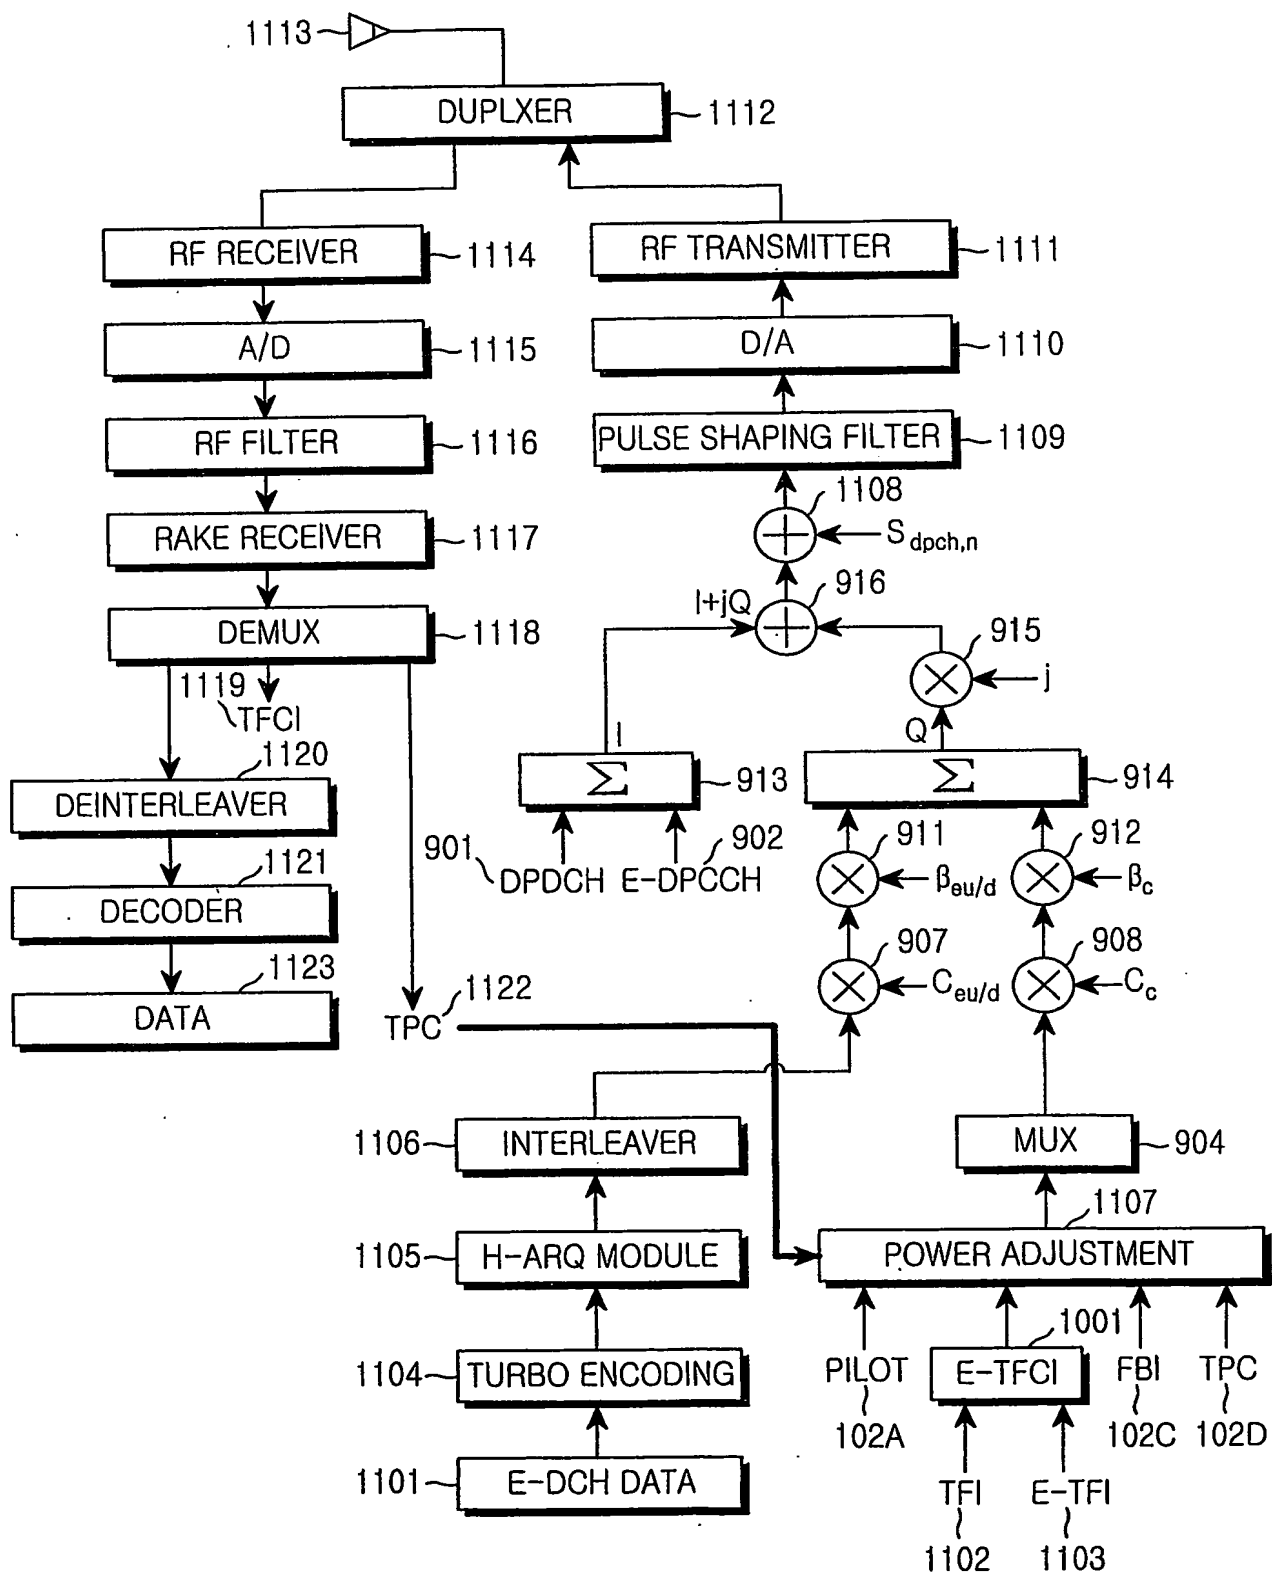 1113
DUPLXER 1112
RF RECEIVER 1114
RF TRANSMITTER 1111
A/D 1115
D/A 1110
RF FILTER 1116
PULSE SHAPING FILTER 1109
1108
RAKE RECEIVER 1117
S dpch,n
I+jQ 916
DEMUX 1118
915
j
1119
TFCI
I
Q
1120
DEINTERLEAVER
Σ 913
Σ 914
901 DPDCH
902 E-DPCCH
911 βeu/d
912 βc
1121
DECODER
907 Ceu/d
908 Cc
1123
DATA
1122
TPC
1106 INTERLEAVER
MUX 904
1107
1105 H-ARQ MODULE
POWER ADJUSTMENT
1001
1104 TURBO ENCODING
PILOT E-TFCI FBI TPC
102A 102C 102D
1101 E-DCH DATA
TFI E-TFI
1102 1103